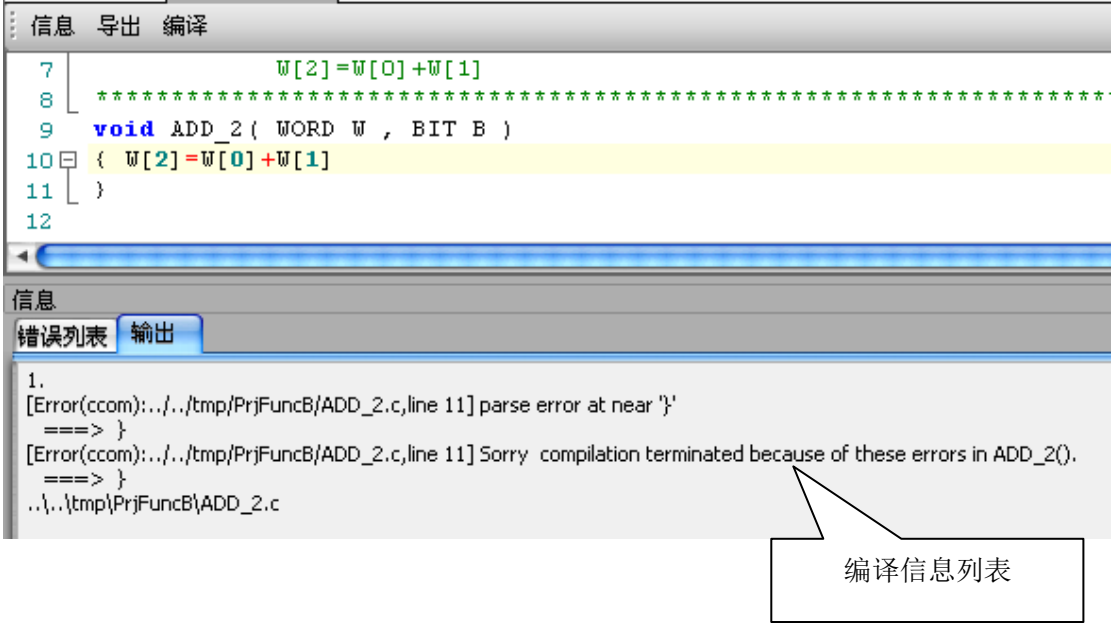 信息 导出 编译
7 W[2]=W[0]+W[1]
8 ********************************************************************
9 void ADD_2( WORD W , BIT B )
10 { W[2]=W[0]+W[1]
11 }
12
信息
错误列表 输出
1.
[Error(ccom):../../tmp/PrjFuncB/ADD_2.c,line 11] parse error at near '}'
===> }
[Error(ccom):../../tmp/PrjFuncB/ADD_2.c,line 11] Sorry compilation terminated because of these errors in ADD_2().
===> }
..\..\tmp\PrjFuncB\ADD_2.c
编译信息列表